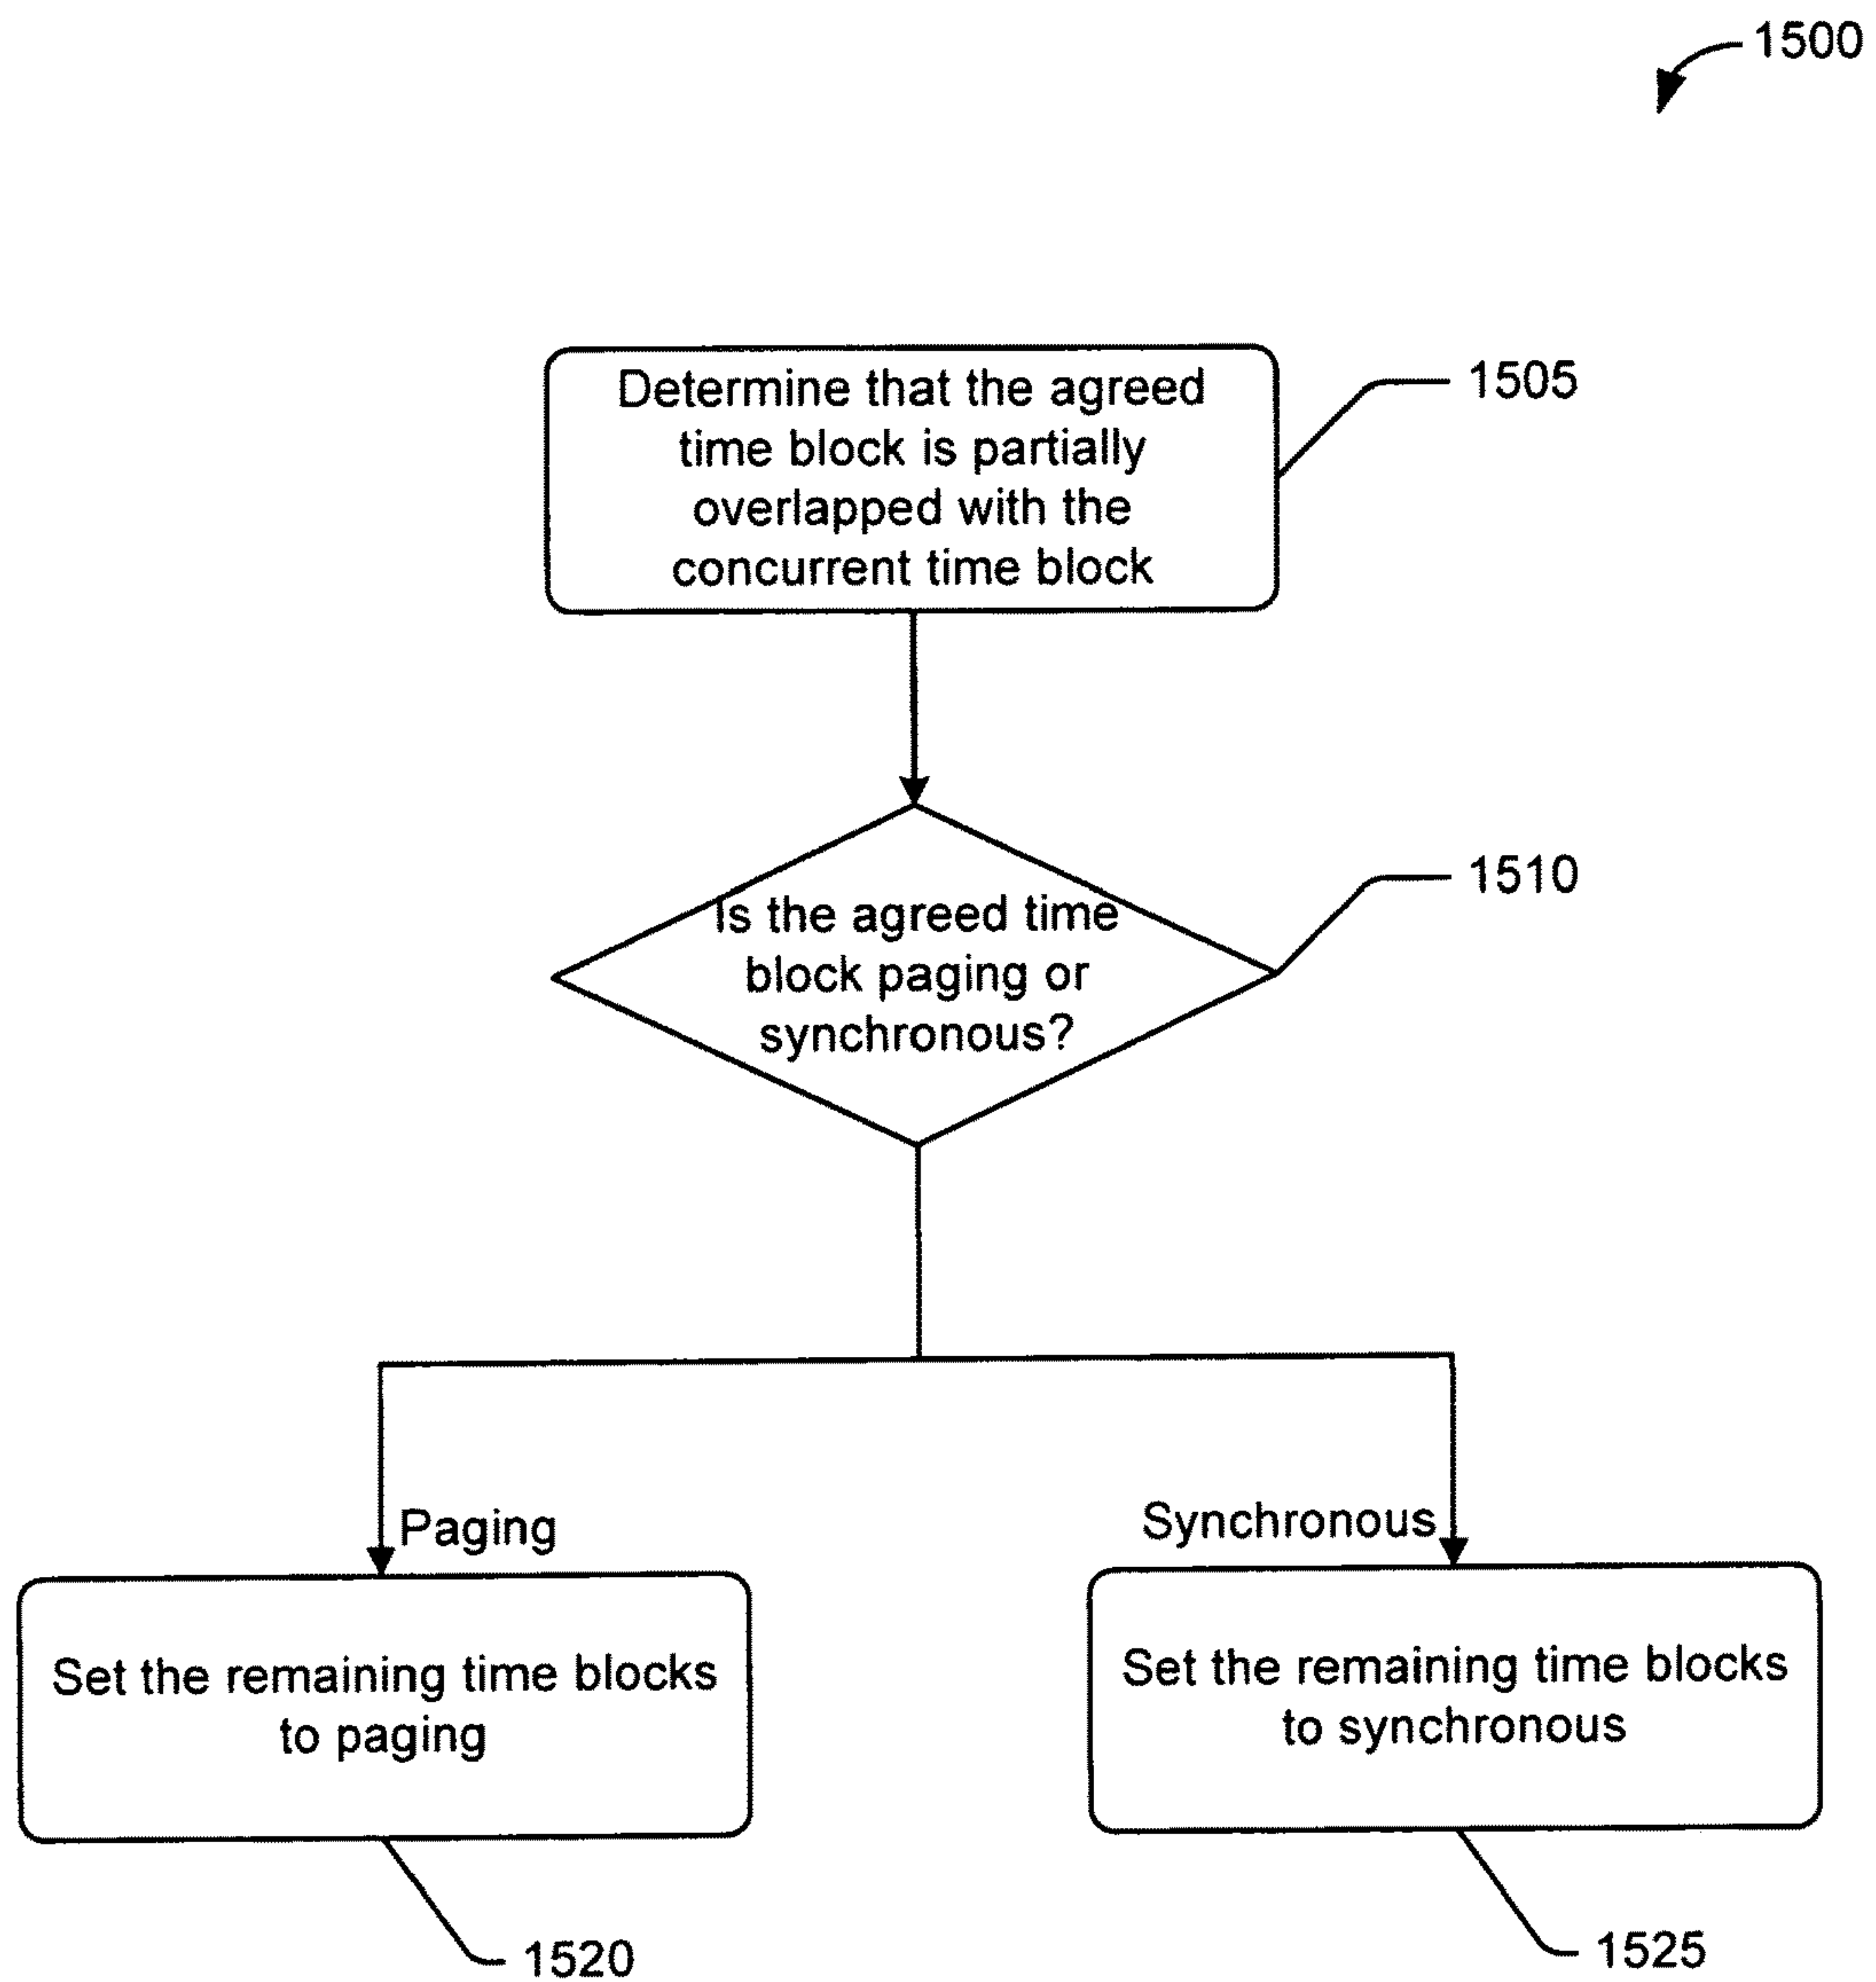 1500
Determine that the agreed
time block is partially
overlapped with the
concurrent time block
1505
Is the agreed time
block paging or
synchronous?
1510
Paging
Synchronous
Set the remaining time blocks
to paging
Set the remaining time blocks
to synchronous
1520
1525